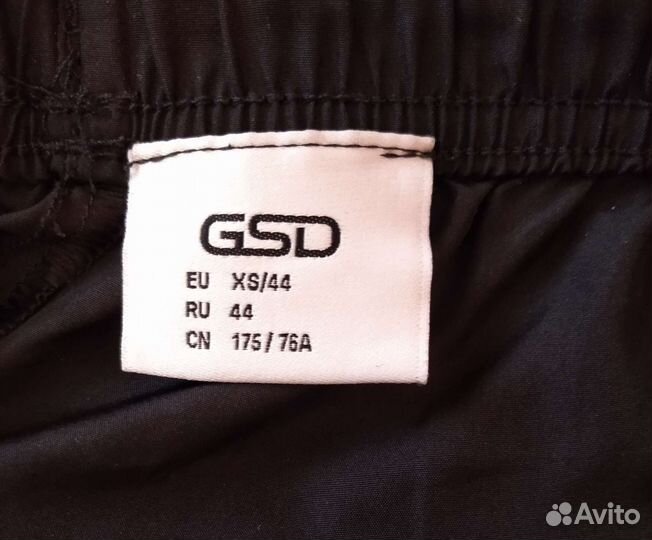 GSD
EU XS/44
RU 44
CN 175/76A
Avito